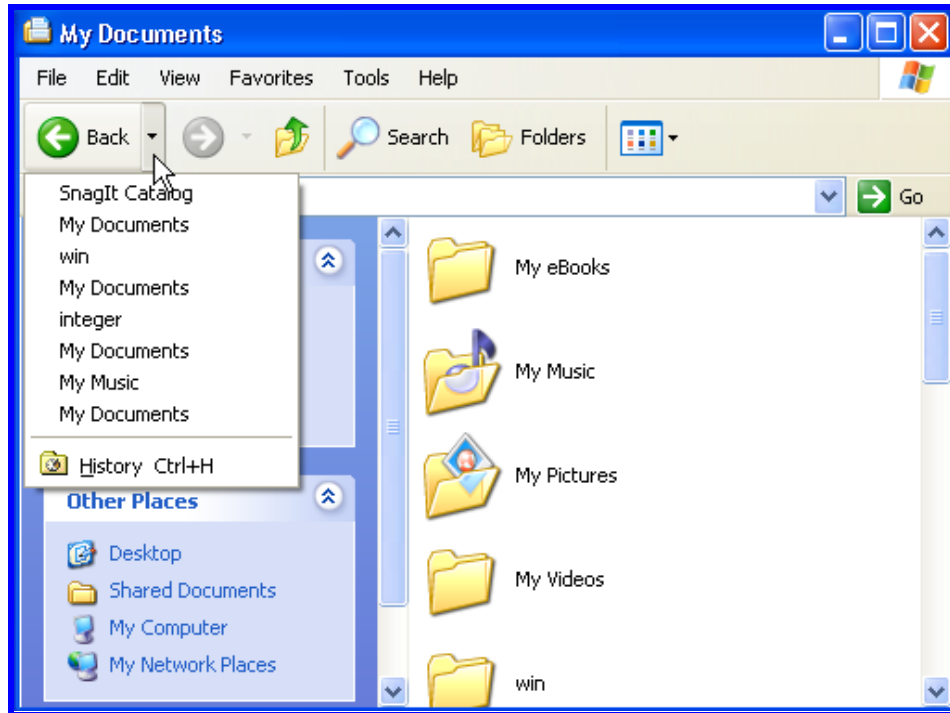 My Documents
File Edit View Favorites Tools Help
Back Search Folders
Go
SnagIt Catalog
My Documents
win
My Documents
integer
My Documents
My Music
My Documents
History Ctrl+H
Other Places
Desktop
Shared Documents
My Computer
My Network Places
My eBooks
My Music
My Pictures
My Videos
win